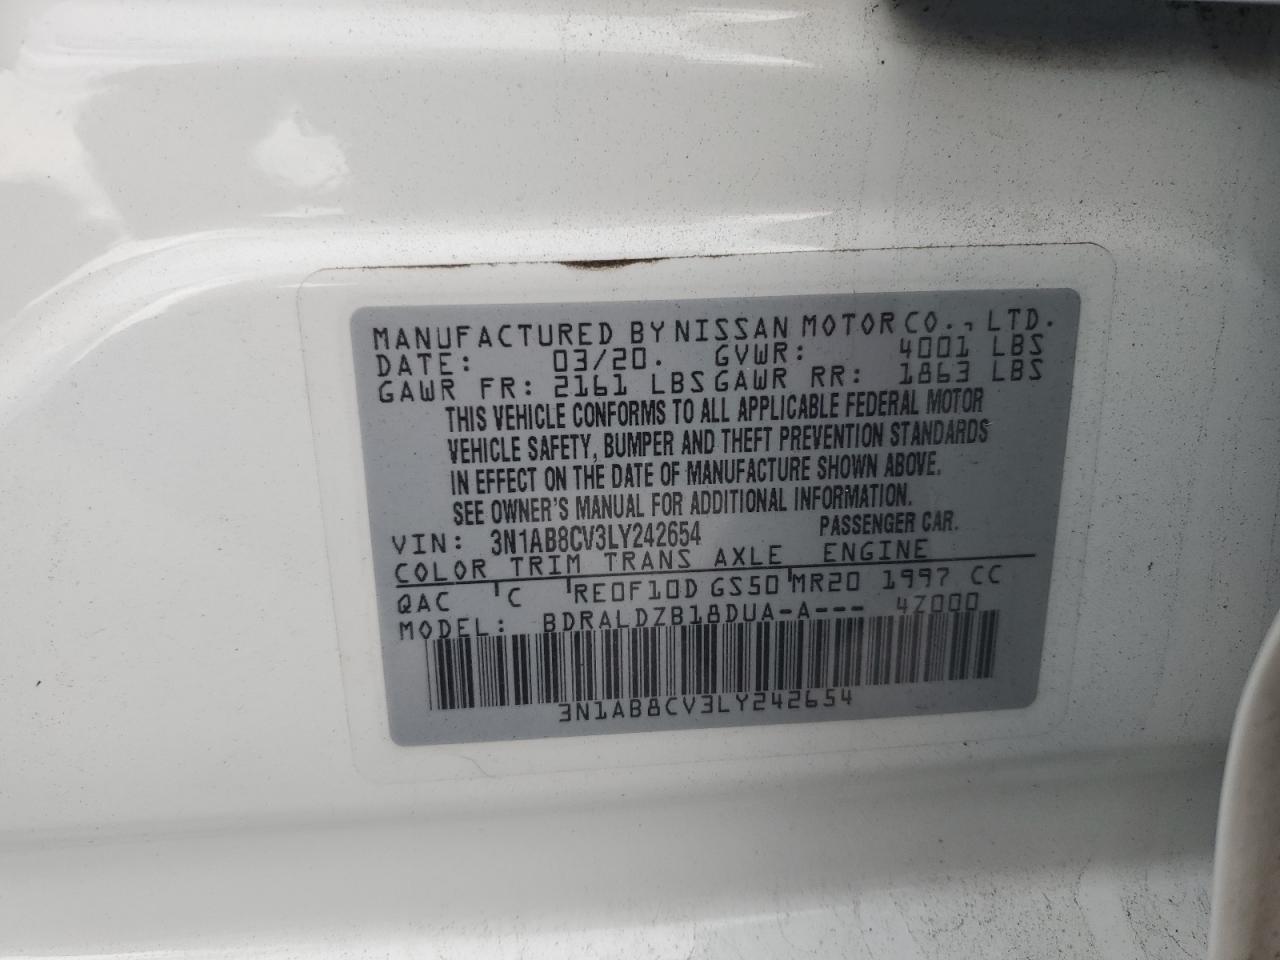 MANUFACTURED BY NISSAN MOTOR CO., LTD.
DATE: 03/20. GVWR: 4001 LBS
GAWR FR: 2161 LBS GAWR RR: 1863 LBS
THIS VEHICLE CONFORMS TO ALL APPLICABLE FEDERAL MOTOR
VEHICLE SAFETY, BUMPER AND THEFT PREVENTION STANDARDS
IN EFFECT ON THE DATE OF MANUFACTURE SHOWN ABOVE.
SEE OWNER'S MANUAL FOR ADDITIONAL INFORMATION.
VIN: 3N1AB8CV3LY242654 PASSENGER CAR.
COLOR TRIM TRANS AXLE ENGINE
QAC C RE0F10D GS50 MR20 1997 CC
MODEL: BDRALDZB18DUA-A--- 4Z000
3N1AB8CV3LY242654